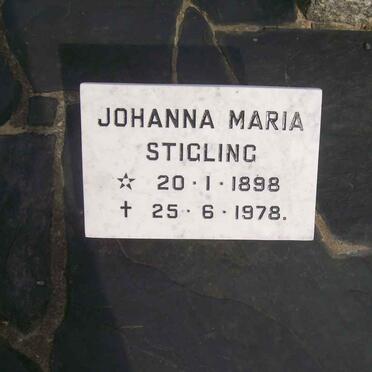 JOHANNA MARIA
STIGLING
☆ 20·1·1898
✝ 25·6·1978.